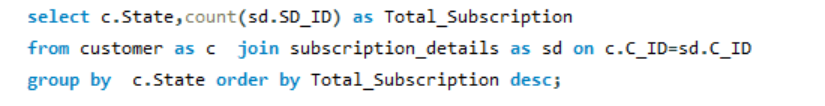 select c.State,count(sd.SD_ID) as Total_Subscription
from customer as c  join subscription_details as sd on c.C_ID=sd.C_ID
group by  c.State order by Total_Subscription desc;